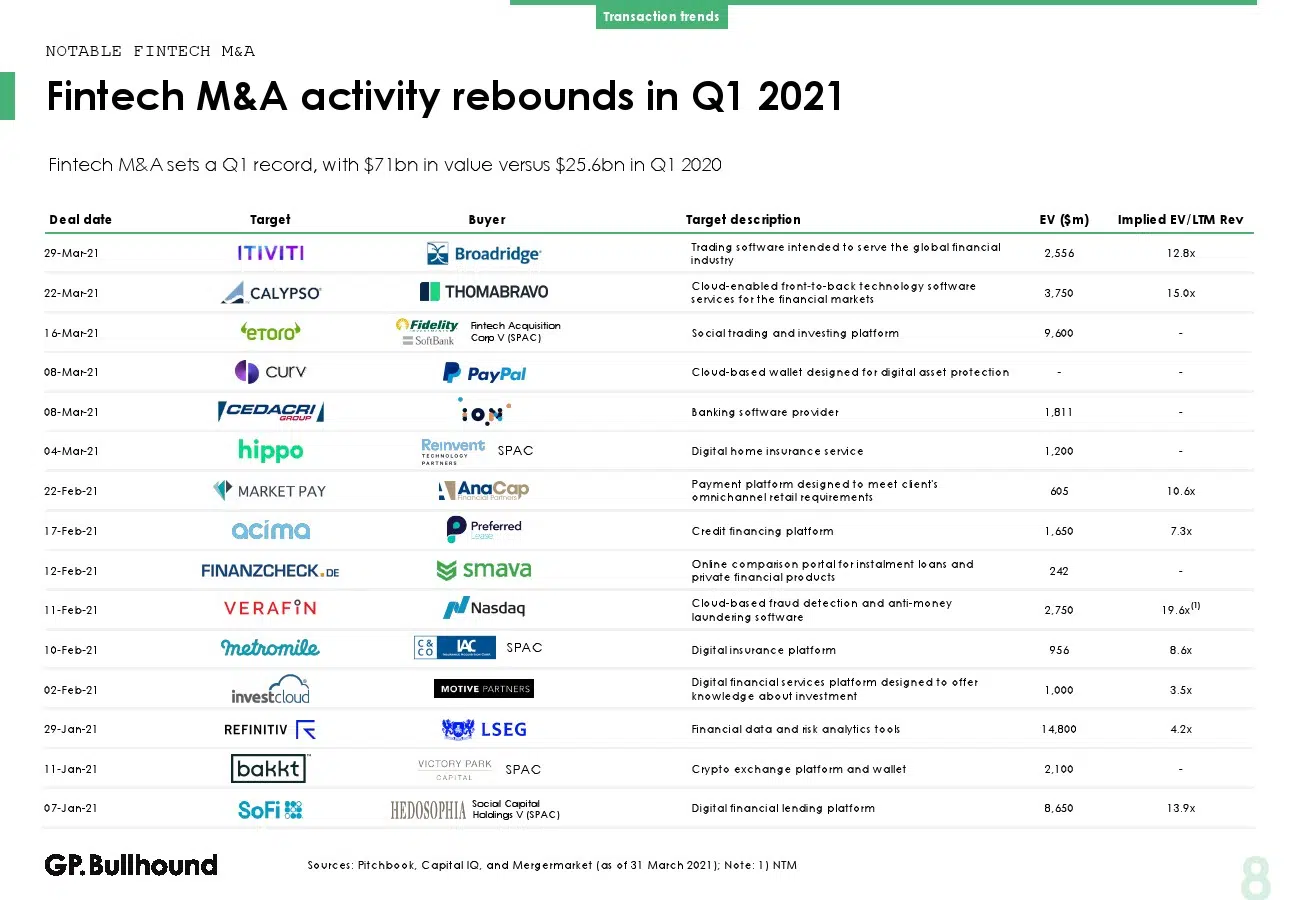 Transaction trends
NOTABLE FINTECH M&A
Fintech M&A activity rebounds in Q1 2021
Fintech M&A sets a Q1 record, with $71bn in value versus $25.6bn in Q1 2020
Deal date Target Buyer Target description EV ($m) Implied EV/LTM Rev
29-Mar-21 ITIVITI Broadridge® Trading software intended to serve the global financial 2,556 12.8x
industry
22-Mar-21 CALYPSO® THOMABRAVO Cloud-enabled front-to-back technology software 3,750 15.0x
services for the financial markets
16-Mar-21 eToro Fidelity INVESTMENTS Fintech Acquisition Social trading and investing platform 9,600 -
SoftBank Corp V (SPAC)
08-Mar-21 curv PayPal Cloud-based wallet designed for digital asset protection - -
08-Mar-21 CEDACRI GROUP ION Banking software provider 1,811 -
04-Mar-21 hippo Reinvent SPAC Digital home insurance service 1,200 -
TECHNOLOGY
PARTNERS
22-Feb-21 MARKET PAY AnaCap Payment platform designed to meet client's 605 10.6x
Financial Partners omnichannel retail requirements
17-Feb-21 acima Preferred Credit financing platform 1,650 7.3x
Lease
12-Feb-21 FINANZCHECK.DE smava Online comparison portal for instalment loans and 242 -
private financial products
11-Feb-21 VERAFIN Nasdaq Cloud-based fraud detection and anti-money 2,750 19.6x(1)
laundering software
10-Feb-21 metromile C& CO IAC SPAC Digital insurance platform 956 8.6x
Insurance Acquisition Corp
02-Feb-21 investcloud® MOTIVE PARTNERS Digital financial services platform designed to offer 1,000 3.5x
knowledge about investment
29-Jan-21 REFINITIV LSEG Financial data and risk analytics tools 14,800 4.2x
11-Jan-21 bakkt™ VICTORY PARK SPAC Crypto exchange platform and wallet 2,100 -
CAPITAL
07-Jan-21 SoFi HEDOSOPHIA Social Capital Digital financial lending platform 8,650 13.9x
Holdings V (SPAC)
GP.Bullhound Sources: Pitchbook, Capital IQ, and Mergermarket (as of 31 March 2021); Note: 1) NTM
8